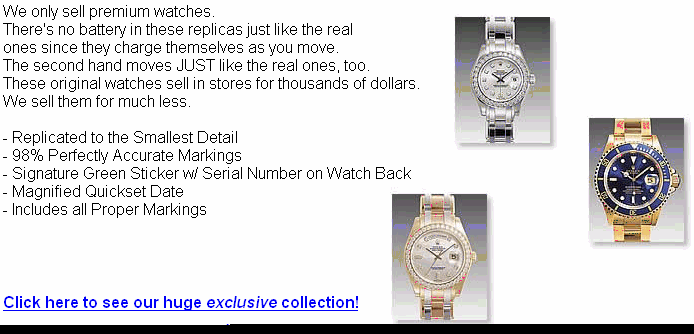 We only sell premium watches.
There's no battery in these replicas just like the real
ones since they charge themselves as you move.
The second hand moves JUST like the real ones, too.
These original watches sell in stores for thousands of dollars.
We sell them for much less.
- Replicated to the Smallest Detail
- 98% Perfectly Accurate Markings
- Signature Green Sticker w/ Serial Number on Watch Back
- Magnified Quickset Date
- Includes all Proper Markings
Click here to see our huge exclusive collection!